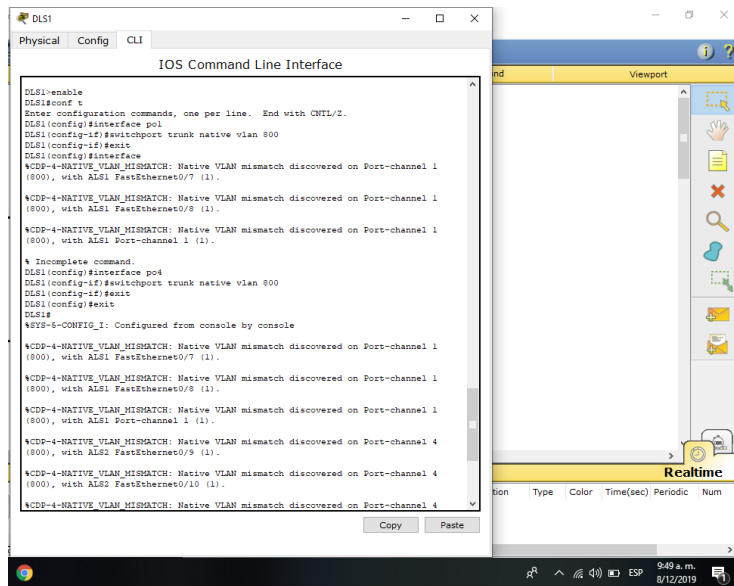 DLS1
Physical Config CLI
IOS Command Line Interface
DLS1>enable
DLS1#conf t
Enter configuration commands, one per line. End with CNTL/Z.
DLS1(config)#interface po1
DLS1(config-if)#switchport trunk native vlan 800
DLS1(config-if)#exit
DLS1(config)#interface
%CDP-4-NATIVE_VLAN_MISMATCH: Native VLAN mismatch discovered on Port-channel 1
(800), with ALS1 FastEthernet0/7 (1).
%CDP-4-NATIVE_VLAN_MISMATCH: Native VLAN mismatch discovered on Port-channel 1
(800), with ALS1 FastEthernet0/8 (1).
%CDP-4-NATIVE_VLAN_MISMATCH: Native VLAN mismatch discovered on Port-channel 1
(800), with ALS1 Port-channel 1 (1).
% Incomplete command.
DLS1(config)#interface po4
DLS1(config-if)#switchport trunk native vlan 800
DLS1(config-if)#exit
DLS1(config)#exit
DLS1#
%SYS-5-CONFIG_I: Configured from console by console
%CDP-4-NATIVE_VLAN_MISMATCH: Native VLAN mismatch discovered on Port-channel 1
(800), with ALS1 FastEthernet0/7 (1).
%CDP-4-NATIVE_VLAN_MISMATCH: Native VLAN mismatch discovered on Port-channel 1
(800), with ALS1 FastEthernet0/8 (1).
%CDP-4-NATIVE_VLAN_MISMATCH: Native VLAN mismatch discovered on Port-channel 1
(800), with ALS1 Port-channel 1 (1).
%CDP-4-NATIVE_VLAN_MISMATCH: Native VLAN mismatch discovered on Port-channel 4
(800), with ALS2 FastEthernet0/9 (1).
%CDP-4-NATIVE_VLAN_MISMATCH: Native VLAN mismatch discovered on Port-channel 4
(800), with ALS2 FastEthernet0/10 (1).
%CDP-4-NATIVE_VLAN_MISMATCH: Native VLAN mismatch discovered on Port-channel 4
Copy Paste
nd Viewport
Realtime
tion Type Color Time(sec) Periodic Num
ESP
9:49 a. m.
8/12/2019